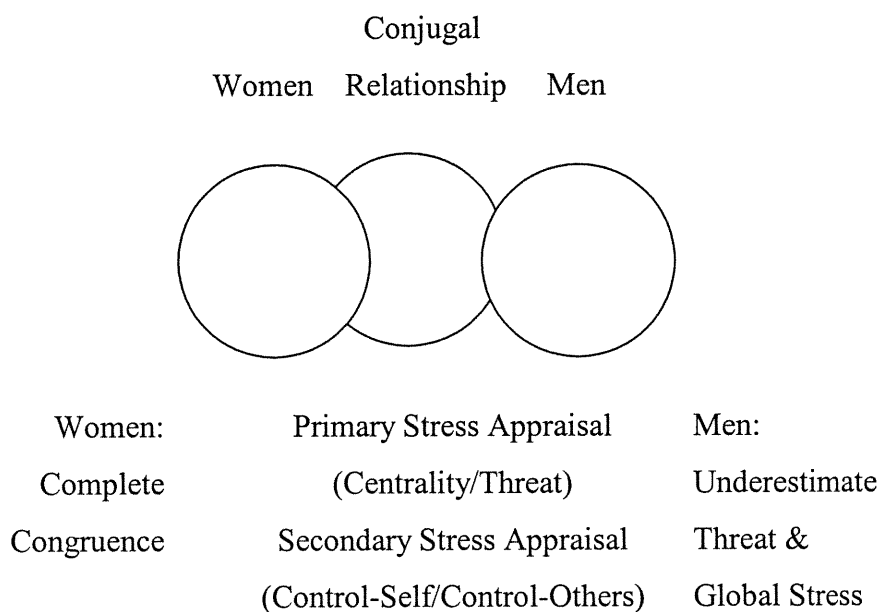 Conjugal
Women Relationship Men
Women: Primary Stress Appraisal Men:
Complete (Centrality/Threat) Underestimate
Congruence Secondary Stress Appraisal Threat &
(Control-Self/Control-Others) Global Stress